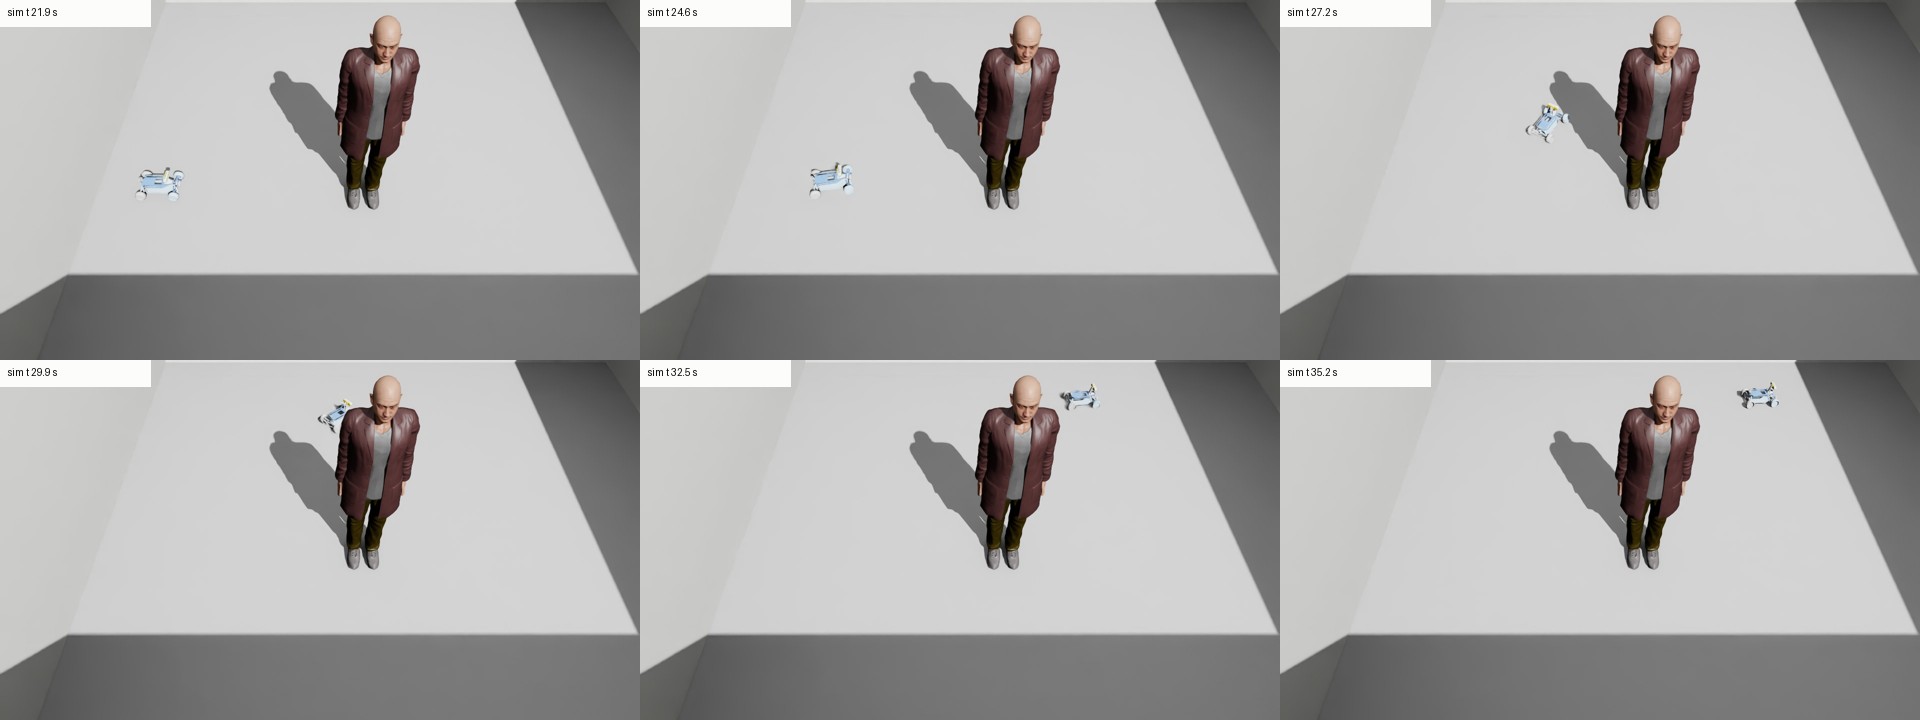 sim t 21.9 s
sim t 24.6 s
sim t 27.2 s
sim t 29.9 s
sim t 32.5 s
sim t 35.2 s